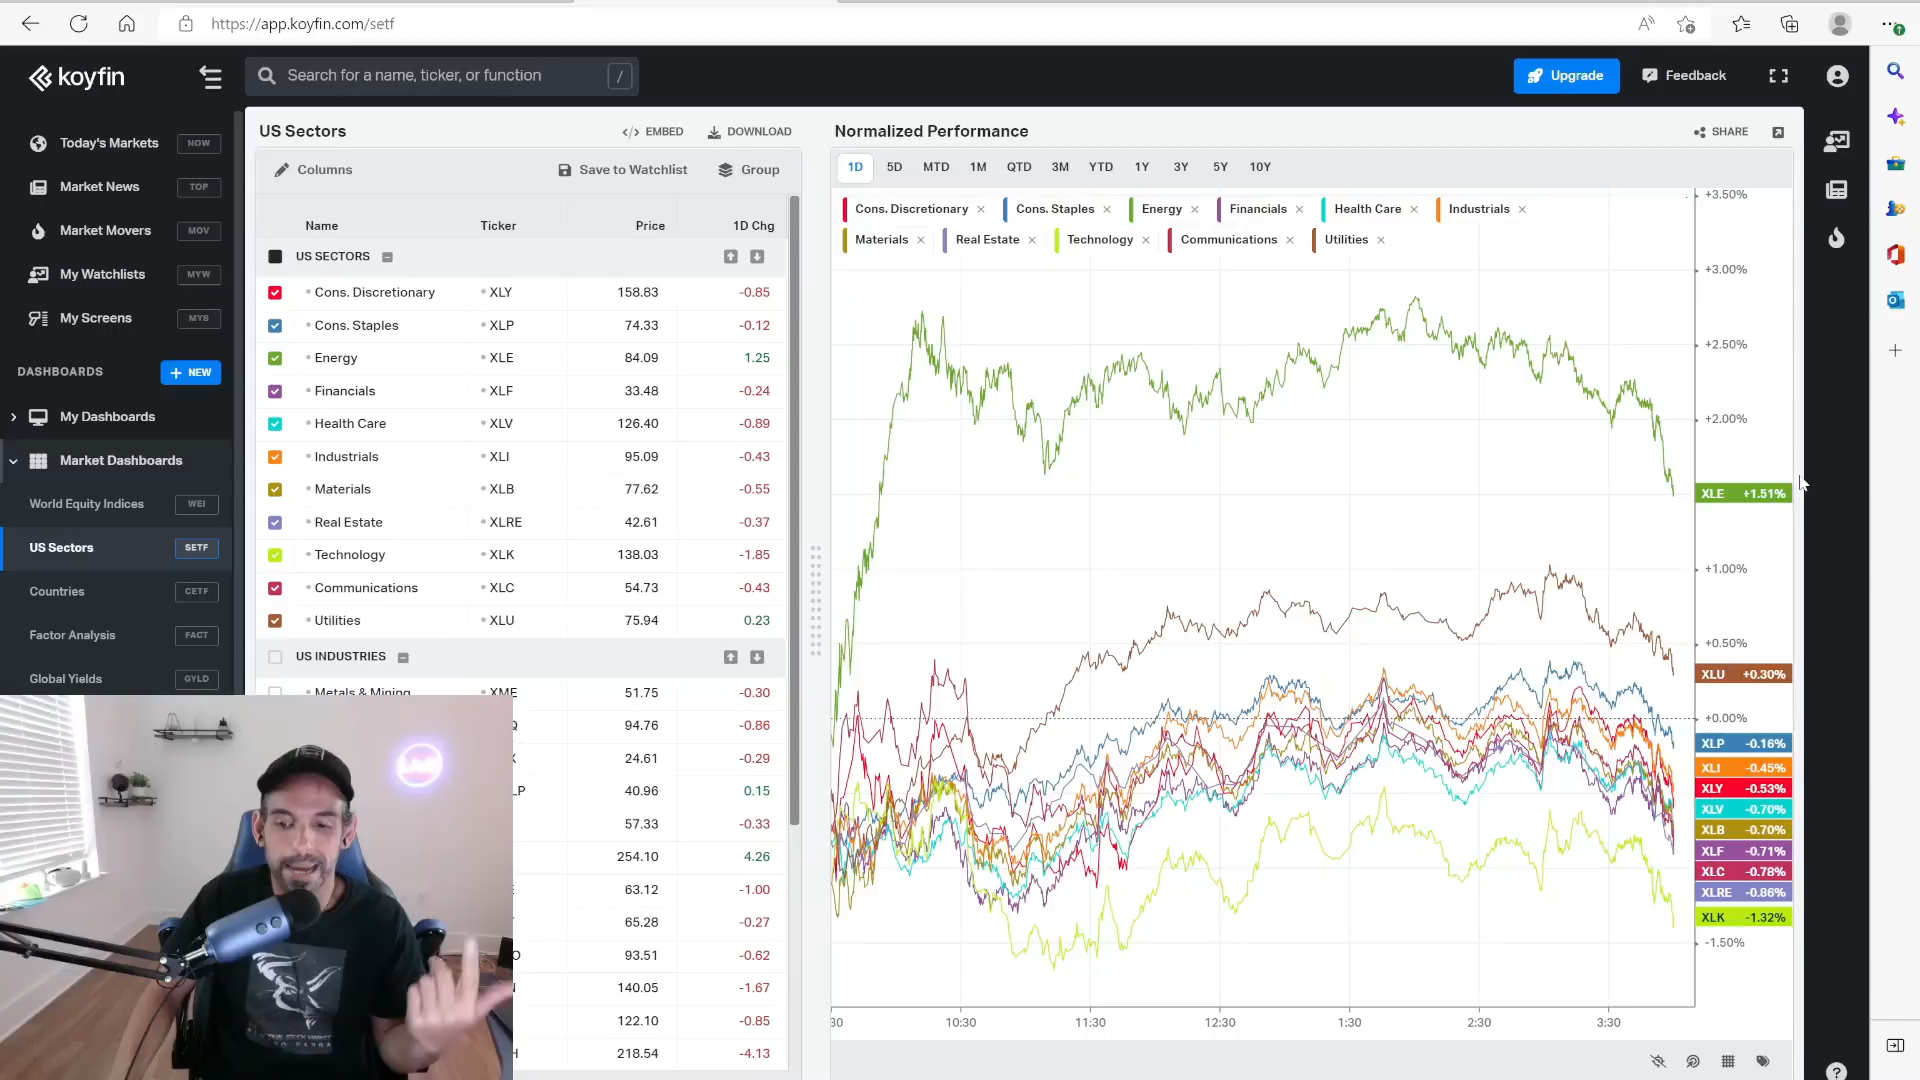 https://app.koyfin.com/setf
koyfin
Search for a name, ticker, or function /
Upgrade
Feedback
Today's Markets NOW
Market News TOP
Market Movers MOV
My Watchlists MYW
My Screens MYS
DASHBOARDS + NEW
My Dashboards
Market Dashboards
World Equity Indices WEI
US Sectors SETF
Countries CETF
Factor Analysis FACT
Global Yields GYLD
US Sectors
</> EMBED
DOWNLOAD
Columns
Save to Watchlist
Group
Name Ticker Price 1D Chg
US SECTORS
Cons. Discretionary XLY 158.83 -0.85
Cons. Staples XLP 74.33 -0.12
Energy XLE 84.09 1.25
Financials XLF 33.48 -0.24
Health Care XLV 126.40 -0.89
Industrials XLI 95.09 -0.43
Materials XLB 77.62 -0.55
Real Estate XLRE 42.61 -0.37
Technology XLK 138.03 -1.85
Communications XLC 54.73 -0.43
Utilities XLU 75.94 0.23
US INDUSTRIES
Metals & Mining XME 51.75 -0.30
Q 94.76 -0.86
24.61 -0.29
LP 40.96 0.15
57.33 -0.33
254.10 4.26
63.12 -1.00
65.28 -0.27
O 93.51 -0.62
140.05 -1.67
122.10 -0.85
H 218.54 -4.13
Normalized Performance
SHARE
1D 5D MTD 1M QTD 3M YTD 1Y 3Y 5Y 10Y
Cons. Discretionary × Cons. Staples × Energy × Financials × Health Care × Industrials ×
Materials × Real Estate × Technology × Communications × Utilities ×
+3.50%
+3.00%
+2.50%
+2.00%
XLE +1.51%
+1.00%
+0.50%
XLU +0.30%
+0.00%
XLP -0.16%
XLI -0.45%
XLY -0.53%
XLV -0.70%
XLB -0.70%
XLF -0.71%
XLC -0.78%
XLRE -0.86%
XLK -1.32%
-1.50%
30 10:30 11:30 12:30 1:30 2:30 3:30